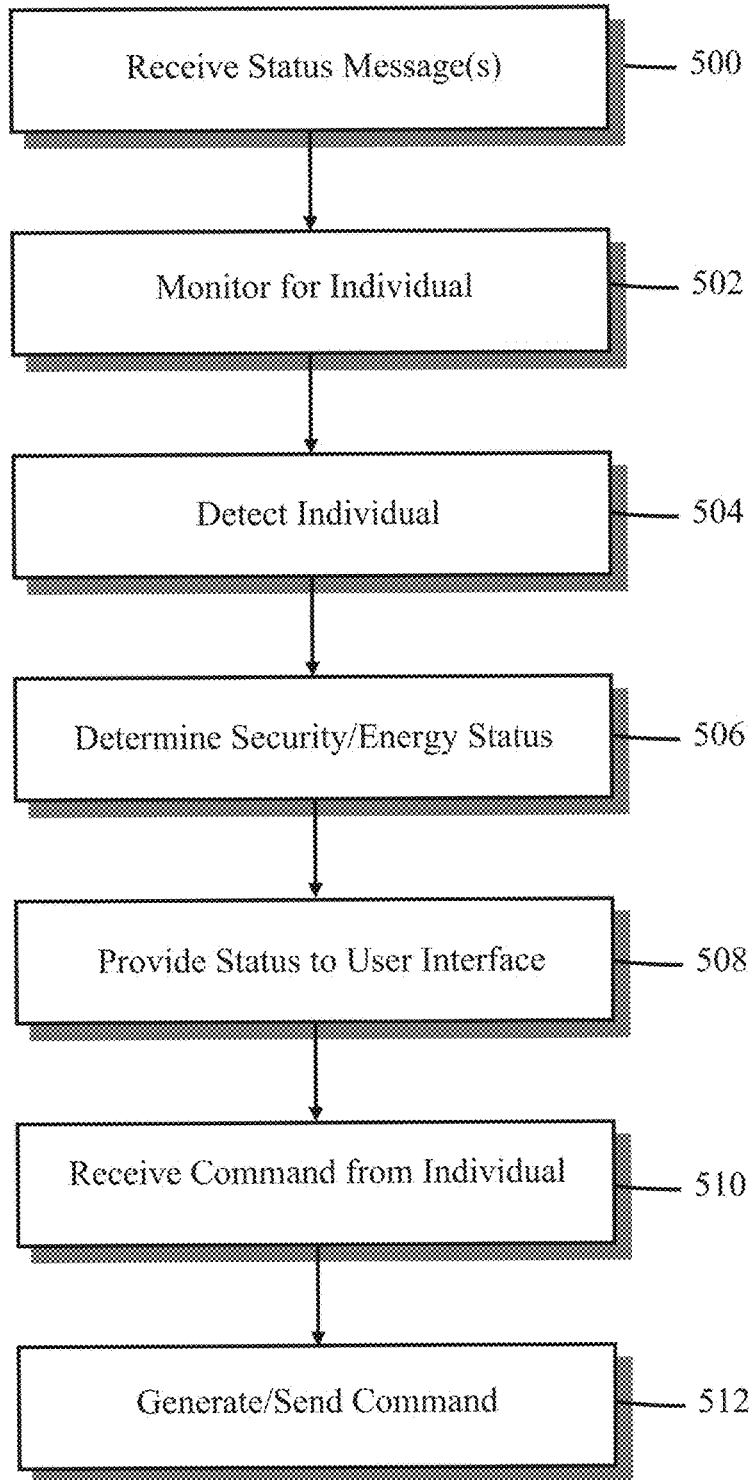 Receive Status Message(s)
500
Monitor for Individual
502
Detect Individual
504
Determine Security/Energy Status
506
Provide Status to User Interface
508
Receive Command from Individual
510
Generate/Send Command
512